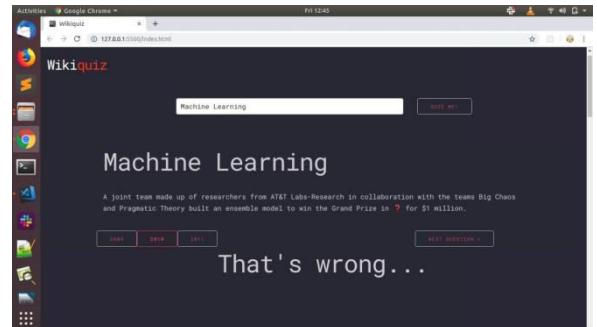 Activities Google Chrome Fri 12:45
Wikiquiz
127.0.0.1:5500/index.html
Wikiquiz
Machine Learning
QUIZ ME!
Machine Learning
A joint team made up of researchers from AT&T Labs-Research in collaboration with the teams Big Chaos
and Pragmatic Theory built an ensemble model to win the Grand Prize in ? for $1 million.
2010
NEXT QUESTION >
That's wrong...